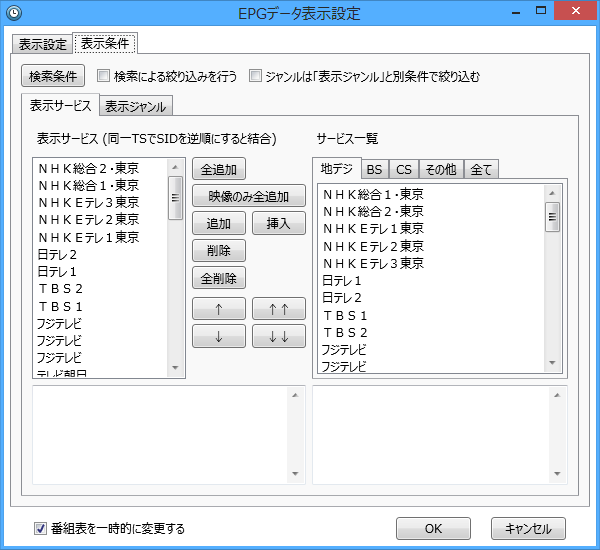 EPGデータ表示設定
表示設定 表示条件
検索条件 検索による絞り込みを行う ジャンルは「表示ジャンル」と別条件で絞り込む
表示サービス 表示ジャンル
表示サービス (同一TSでSIDを逆順にすると結合)
サービス一覧
ＮＨＫ総合２・東京
ＮＨＫ総合１・東京
ＮＨＫＥテレ３東京
ＮＨＫＥテレ２東京
ＮＨＫＥテレ１東京
日テレ２
日テレ１
ＴＢＳ２
ＴＢＳ１
フジテレビ
フジテレビ
フジテレビ
テレビ朝日
全追加
映像のみ全追加
追加 挿入
削除
全削除
↑ ↑↑
↓ ↓↓
地デジ BS CS その他 全て
ＮＨＫ総合１・東京
ＮＨＫ総合２・東京
ＮＨＫＥテレ１東京
ＮＨＫＥテレ２東京
ＮＨＫＥテレ３東京
日テレ１
日テレ２
ＴＢＳ１
ＴＢＳ２
フジテレビ
フジテレビ
番組表を一時的に変更する
OK キャンセル